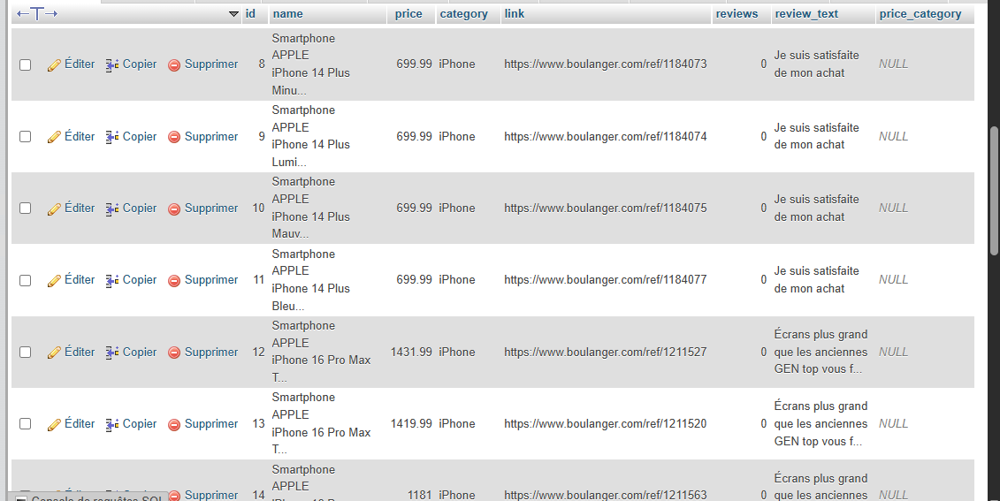 id name price category link reviews review_text price_category
Smartphone
APPLE
Éditer Copier Supprimer 8 iPhone 14 Plus 699.99 iPhone https://www.boulanger.com/ref/1184073 0 Je suis satisfaite de mon achat NULL
Minu...
Smartphone
APPLE
Éditer Copier Supprimer 9 iPhone 14 Plus 699.99 iPhone https://www.boulanger.com/ref/1184074 0 Je suis satisfaite de mon achat NULL
Lumi...
Smartphone
APPLE
Éditer Copier Supprimer 10 iPhone 14 Plus 699.99 iPhone https://www.boulanger.com/ref/1184075 0 Je suis satisfaite de mon achat NULL
Mauv...
Smartphone
APPLE
Éditer Copier Supprimer 11 iPhone 14 Plus 699.99 iPhone https://www.boulanger.com/ref/1184077 0 Je suis satisfaite de mon achat NULL
Bleu...
Smartphone
APPLE
Éditer Copier Supprimer 12 iPhone 16 Pro Max 1431.99 iPhone https://www.boulanger.com/ref/1211527 0 Écrans plus grand que les anciennes GEN top vous f... NULL
T...
Smartphone
APPLE
Éditer Copier Supprimer 13 iPhone 16 Pro Max 1419.99 iPhone https://www.boulanger.com/ref/1211520 0 Écrans plus grand que les anciennes GEN top vous f... NULL
T...
Smartphone
APPLE
Supprimer 14 1181 iPhone https://www.boulanger.com/ref/1211563 0 Écrans plus grand que les anciennes NULL
Console de requêtes SQL